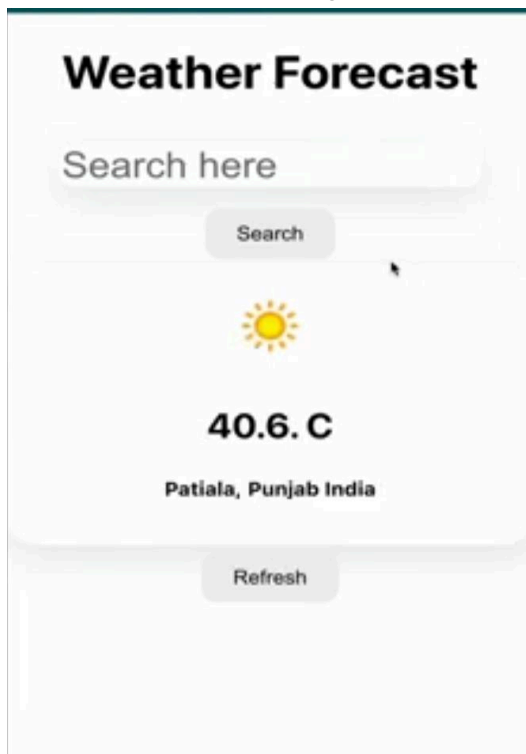 Weather Forecast
Search here
Search
40.6. C
Patiala, Punjab India
Refresh